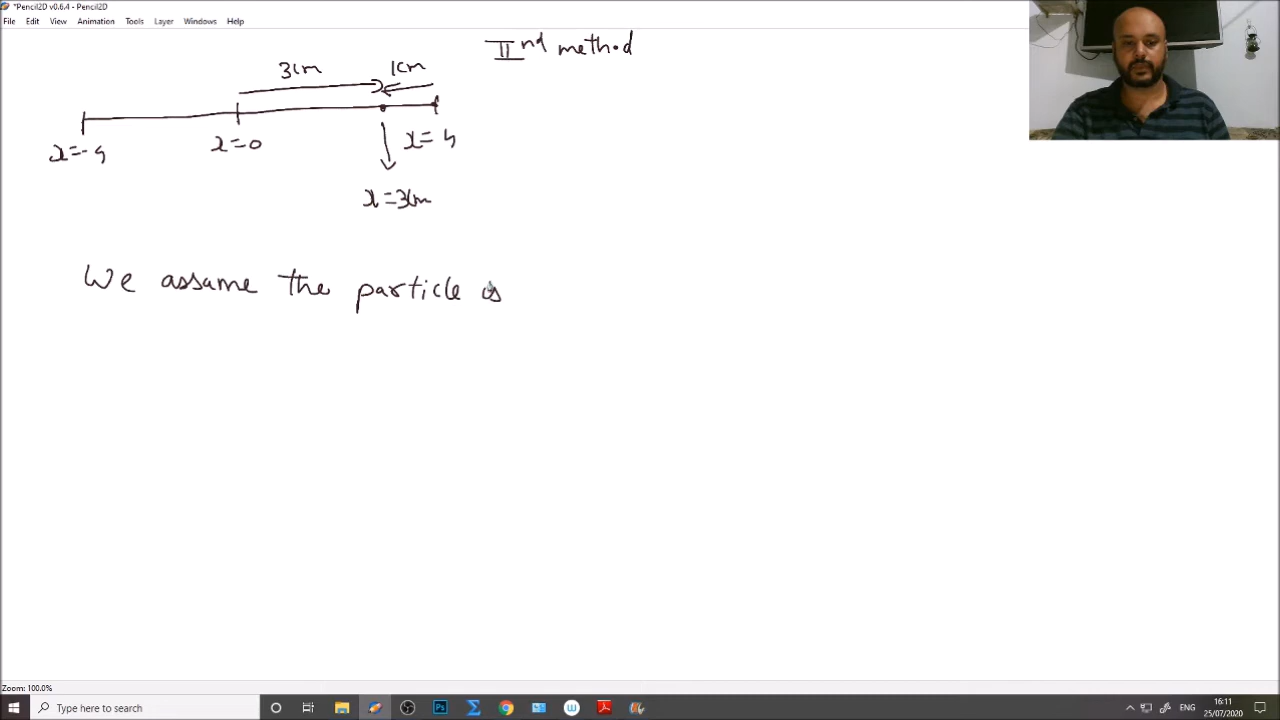 *Pencil2D v0.6.4 - Pencil2D
File Edit View Animation Tools Layer Windows Help
IInd method
3cm 1cm
x=-4 x=0 x=4
x=3cm
We assume the particle is
Zoom: 100.0%
Type here to search
16:11
25/07/2020